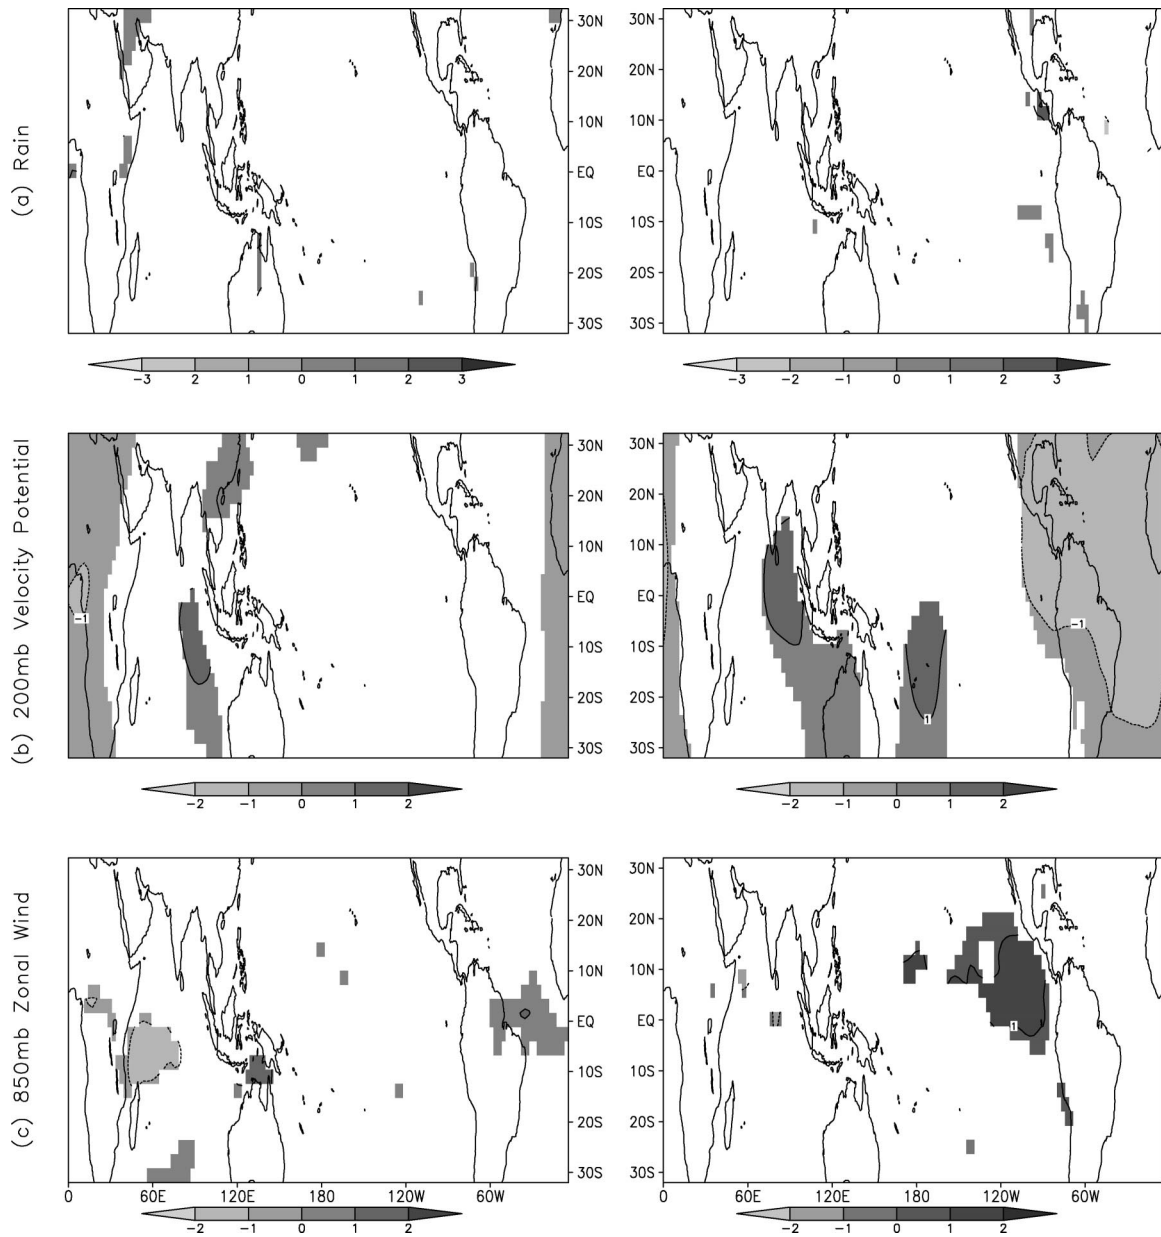 30N
20N
10N
EQ
10S
20S
30S
30N
20N
10N
EQ
10S
20S
30S
(a) Rain
-3 2 1 0 1 2 3
-3 -2 -1 0 1 2 3
30N
20N
10N
EQ
10S
20S
30S
30N
20N
10N
EQ
10S
20S
30S
-1
-1
1
(b) 200mb Velocity Potential
-2 -1 0 1 2
-2 -1 0 1 2
30N
20N
10N
EQ
10S
20S
30S
30N
20N
10N
EQ
10S
20S
30S
1
(c) 850mb Zonal Wind
0 60E 120E 180 120W 60W
0 60E 120E 180 120W 60W
-2 -1 0 1 2
-2 -1 0 1 2